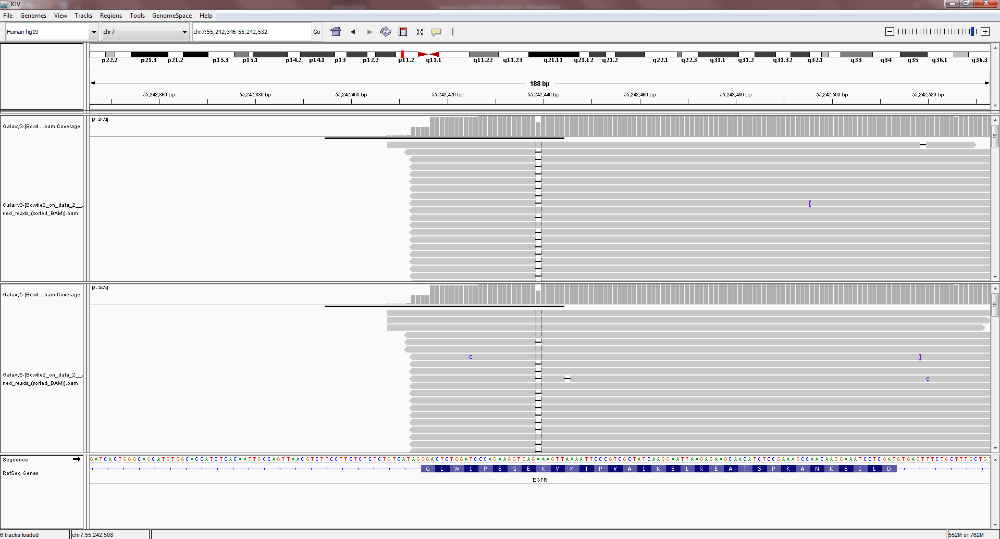 IGV
File Genomes View Tracks Regions Tools GenomeSpace Help
Human hg19 chr7 chr7:55,242,346-55,242,532 Go
p22.2 p21.3 p21.2 p15.3 p15.1 p14.2 p14.1 p13 p12.2 p11.2 q11.1 q11.22 q11.23 q21.11 q21.12 q21.2 q22.1 q22.3 q31.1 q31.2 q31.32 q32.1 q33 q34 q35 q36.1 q36.3
188 bp
55,242,360 bp 55,242,380 bp 55,242,400 bp 55,242,420 bp 55,242,440 bp 55,242,460 bp 55,242,480 bp 55,242,500 bp 55,242,520 bp
[0 - 2473]
Galaxy3-[Bowt....bam Coverage
I
Galaxy3-[Bowtie2_on_data_2__.
ned_reads_(sorted_BAM)].bam
[0 - 2474]
Galaxy5-[Bowt....bam Coverage
C I
Galaxy5-[Bowtie2_on_data_2__.
C
ned_reads_(sorted_BAM)].bam
Sequence GATCACTGGGCAGCATGTGGCACCATCTCACAATTGCCAGTTAACGTCTTCCTTCTCTCTCTGTCATAGGGACTCTGGATCCCAGAAGGTGAGAAAGTTAAAATTCCCGTCGCTATCAAGGAATTAAGAGAAGCAACATCTCCGAAAGCCAACAAGGAAATCCTCGATGTGAGTTTCTGCTTTGCTG
RefSeq Genes G L W I P E G E K V K I P V A I K E L R E A T S P K A N K E I L D
EGFR
6 tracks loaded chr7:55,242,508 552M of 762M